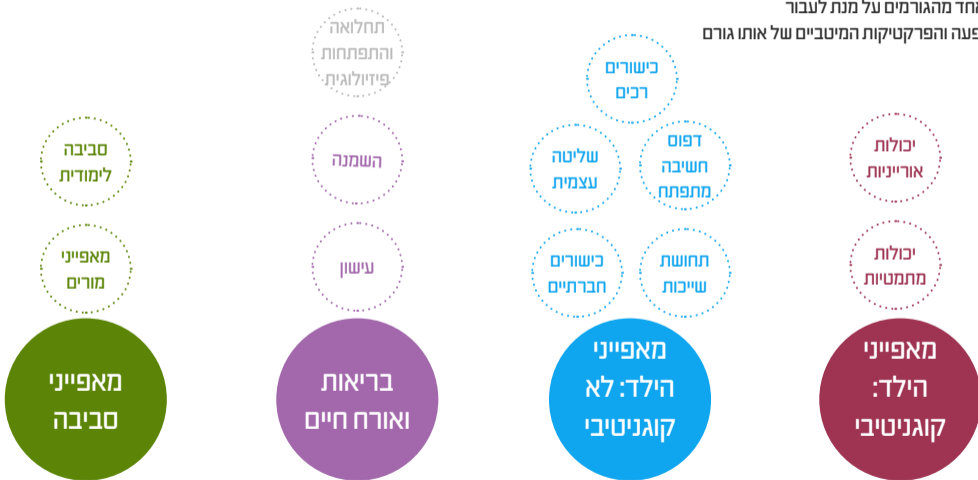 אחד מהגורמים על מנת לעבור
והפרקטיקות המיטביים של אותו גורם
יכולות
אורייניות
יכולות
מתמטיות
מאפייני
הילד:
קוגניטיבי
כישורים
רכים
דפוס
חשיבה
מתפתח
שליטה
עצמית
תחושת
שייכות
כישורים
חברתיים
מאפייני
הילד: לא
קוגניטיבי
תחלואה
והתפתחות
פיזיולוגית
השמנה
עישון
בריאות
ואורח חיים
סביבה
לימודית
מאפייני
מורים
מאפייני
סביבה